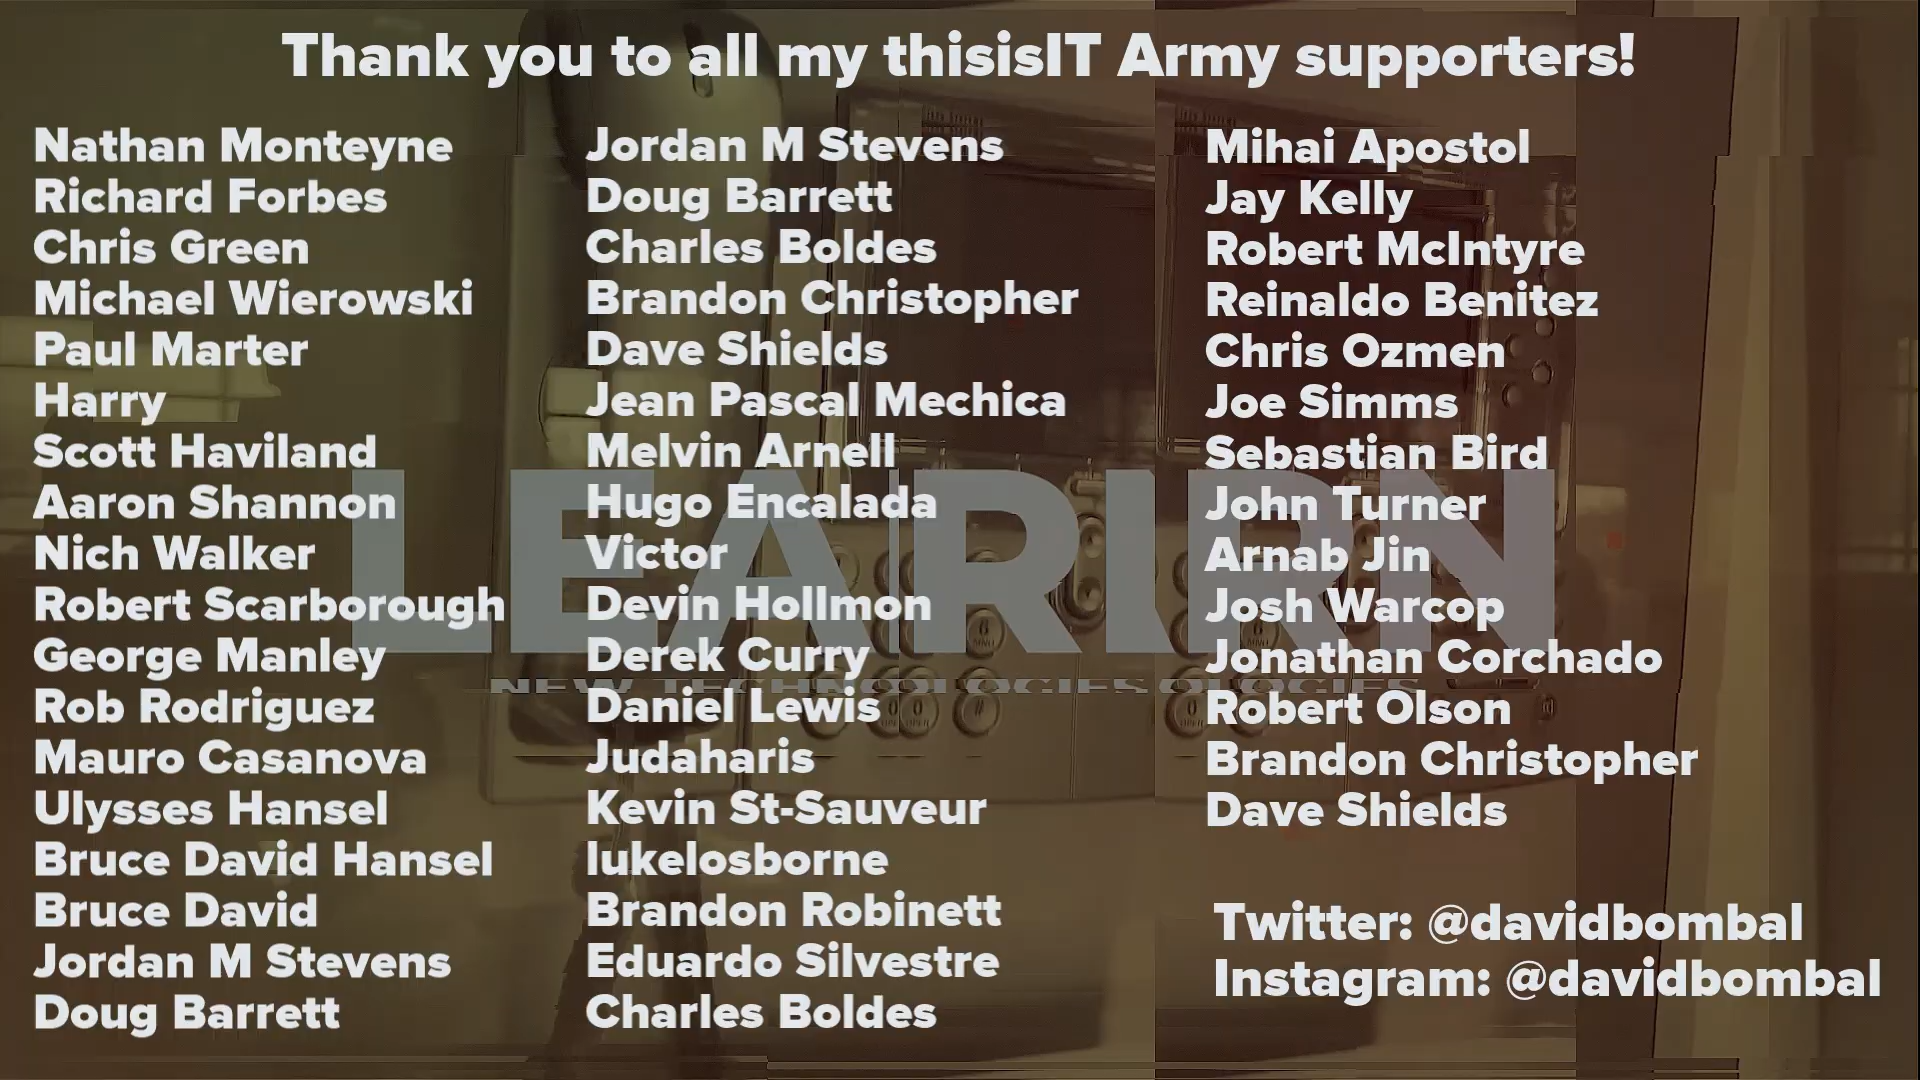 Thank you to all my thisisIT Army supporters!
Nathan Monteyne
Richard Forbes
Chris Green
Michael Wierowski
Paul Marter
Harry
Scott Haviland
Aaron Shannon
Nich Walker
Robert Scarborough
George Manley
Rob Rodriguez
Mauro Casanova
Ulysses Hansel
Bruce David Hansel
Bruce David
Jordan M Stevens
Doug Barrett
Jordan M Stevens
Doug Barrett
Charles Boldes
Brandon Christopher
Dave Shields
Jean Pascal Mechica
Melvin Arnell
Hugo Encalada
Victor
Devin Hollmon
Derek Curry
Daniel Lewis
Judaharis
Kevin St-Sauveur
lukelosborne
Brandon Robinett
Eduardo Silvestre
Charles Boldes
Mihai Apostol
Jay Kelly
Robert McIntyre
Reinaldo Benitez
Chris Ozmen
Joe Simms
Sebastian Bird
John Turner
Arnab Jin
Josh Warcop
Jonathan Corchado
Robert Olson
Brandon Christopher
Dave Shields
Twitter: @davidbombal
Instagram: @davidbombal